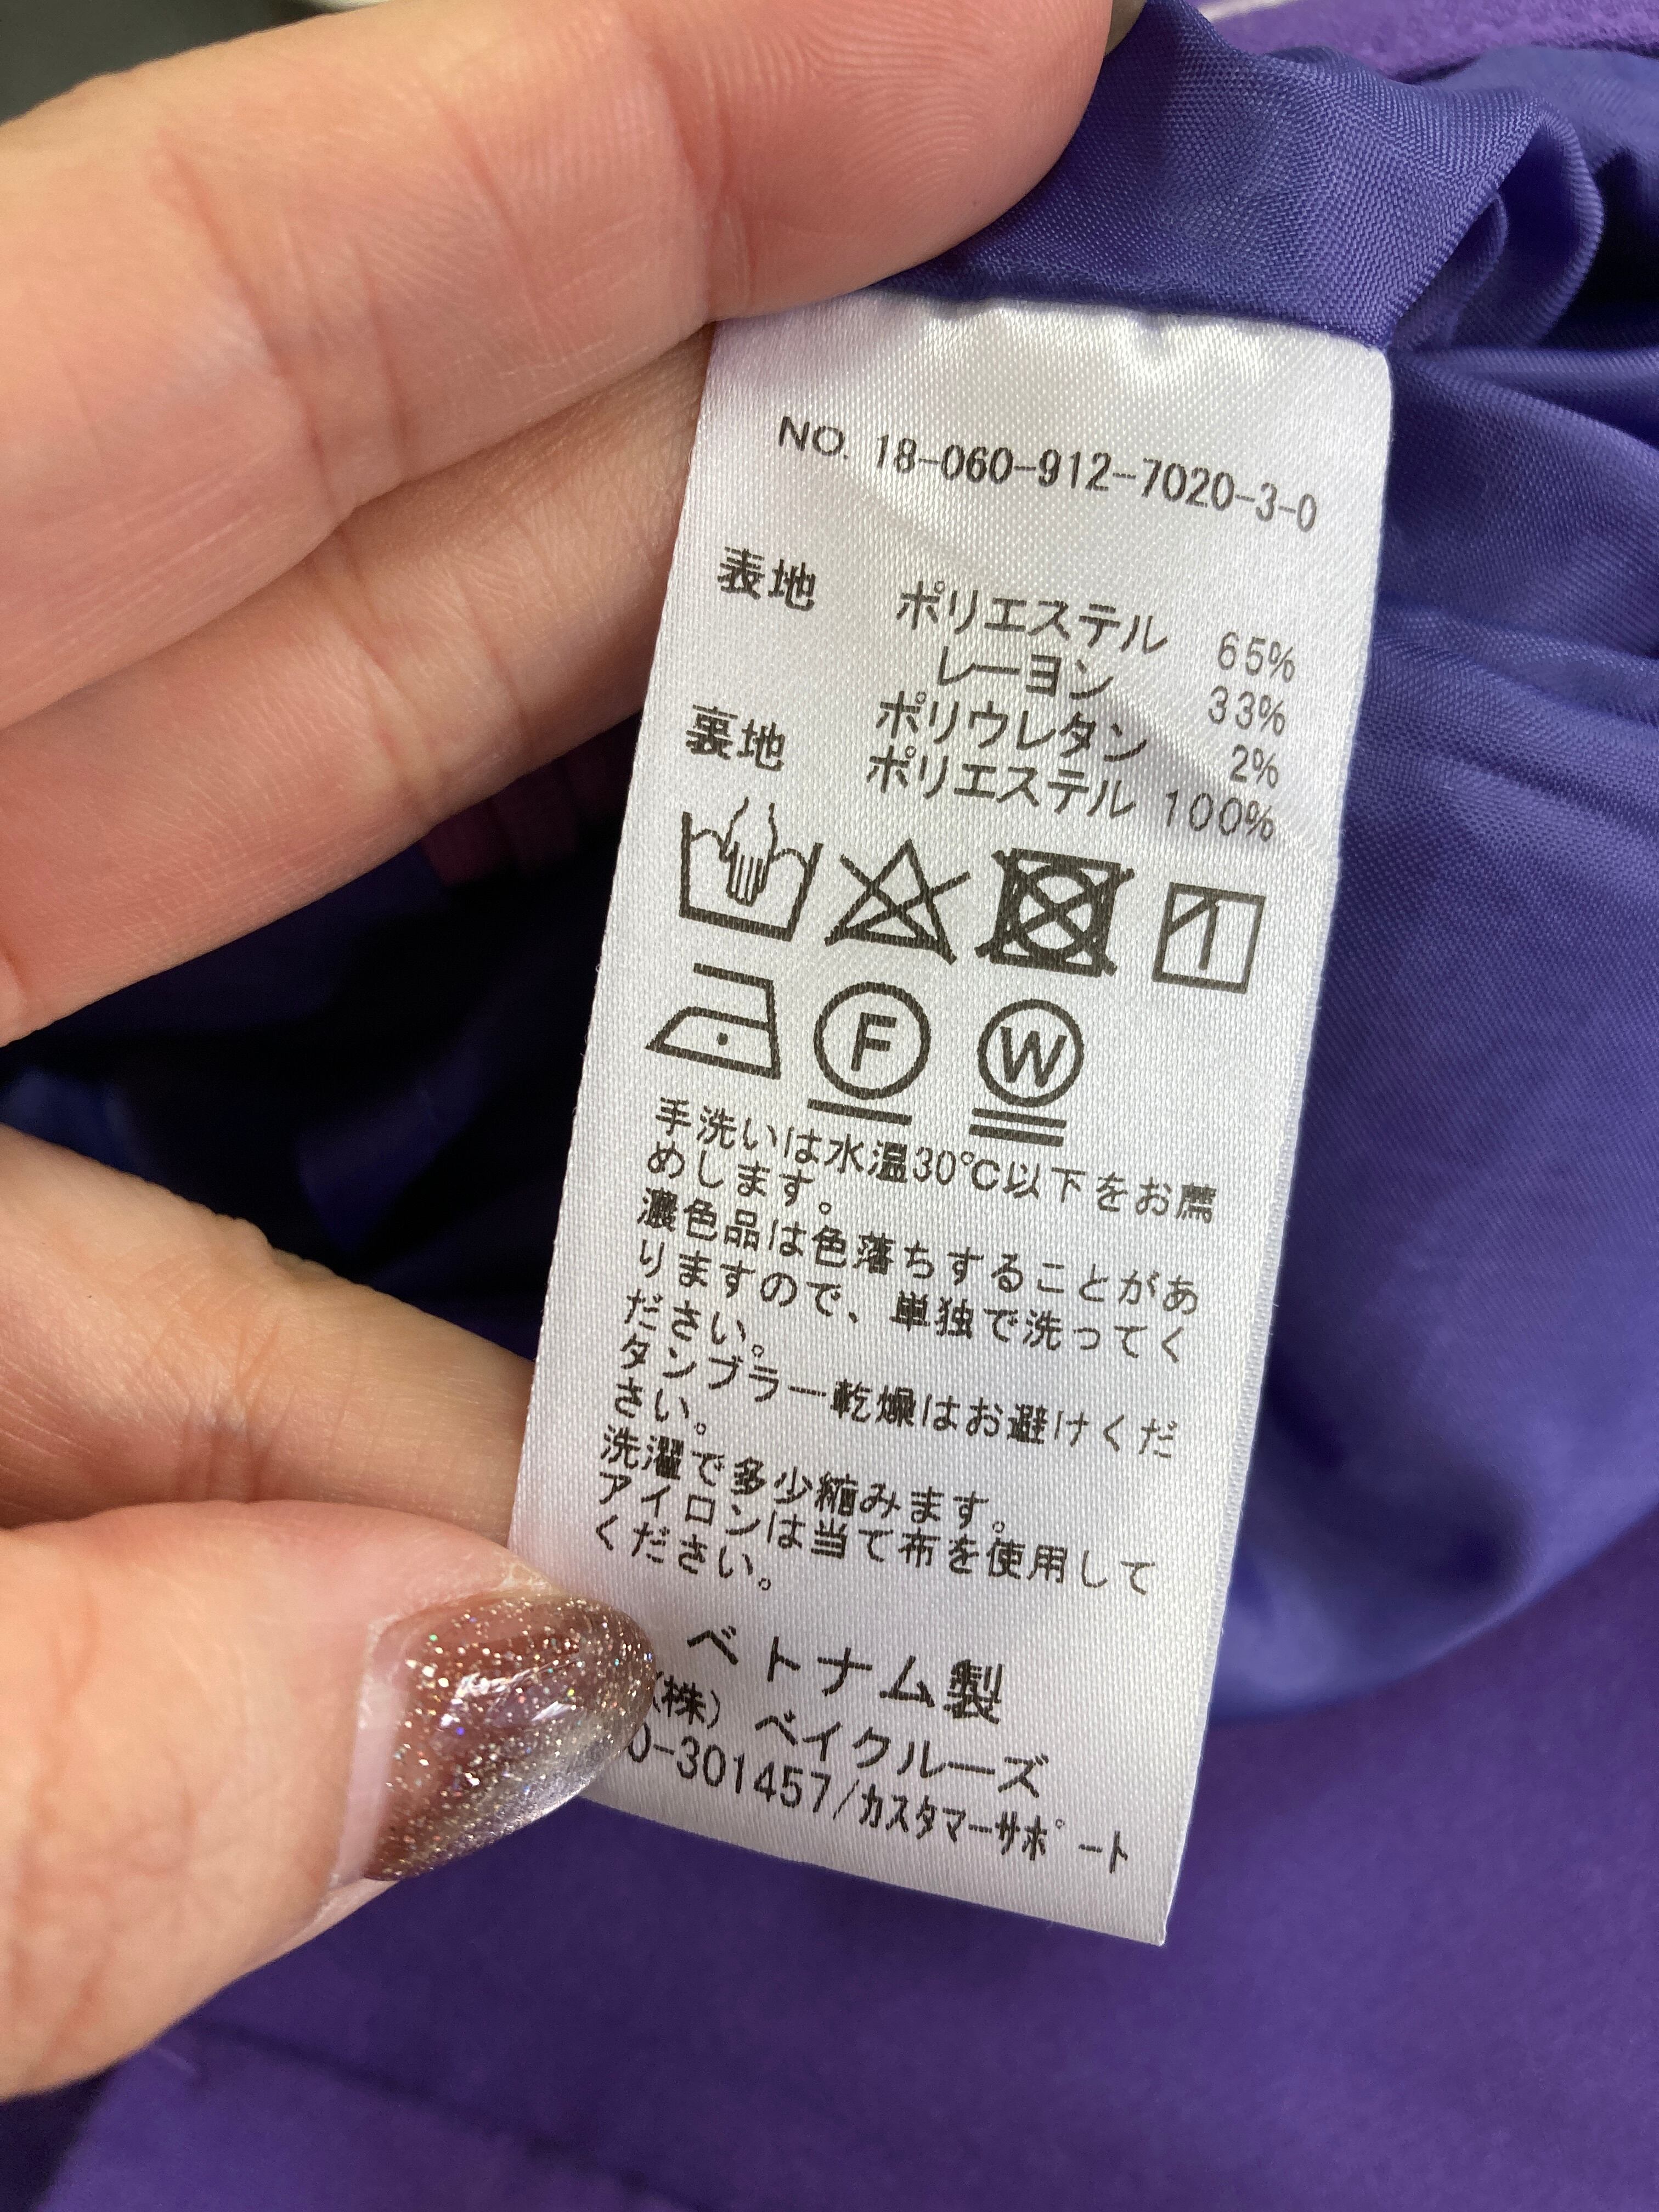 NO. 18-060-912-7020-3-0
表地 ポリエステル 65%
レーヨン 33%
ポリウレタン 2%
裏地 ポリエステル 100%
F W
手洗いは水温30℃以下をお薦
めします。
濃色品は色落ちすることがあ
りますので、単独で洗ってく
ださい。
タンブラー乾燥はお避けくだ
さい。
洗濯で多少縮みます。
アイロンは当て布を使用して
ください。
ベトナム製
(株) ベイクルーズ
0-301457/カスタマーサポート